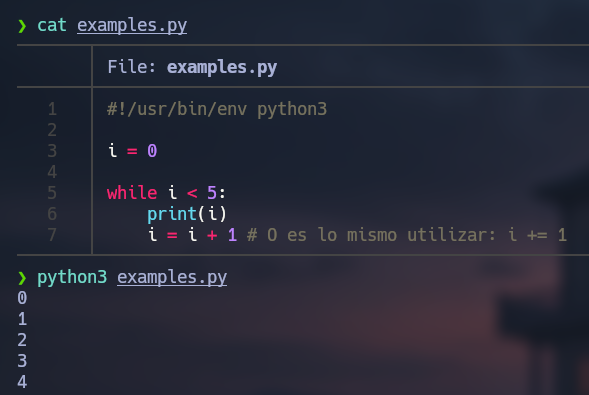 ❯ cat examples.py
File: examples.py
1 #!/usr/bin/env python3
2
3 i = 0
4
5 while i < 5:
6     print(i)
7     i = i + 1 # O es lo mismo utilizar: i += 1
❯ python3 examples.py
0
1
2
3
4